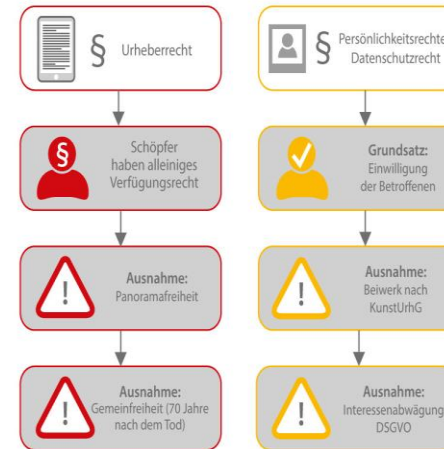 § Urheberrecht
§
Schöpfer
haben alleiniges
Verfügungsrecht
!
Ausnahme:
Panoramafreiheit
!
Ausnahme:
Gemeinfreiheit (70 Jahre
nach dem Tod)
§ Persönlichkeitsrechte
Datenschutzrecht
Grundsatz:
Einwilligung
der Betroffenen
!
Ausnahme:
Beiwerk nach
KunstUrhG
!
Ausnahme:
Interessenabwägung
DSGVO